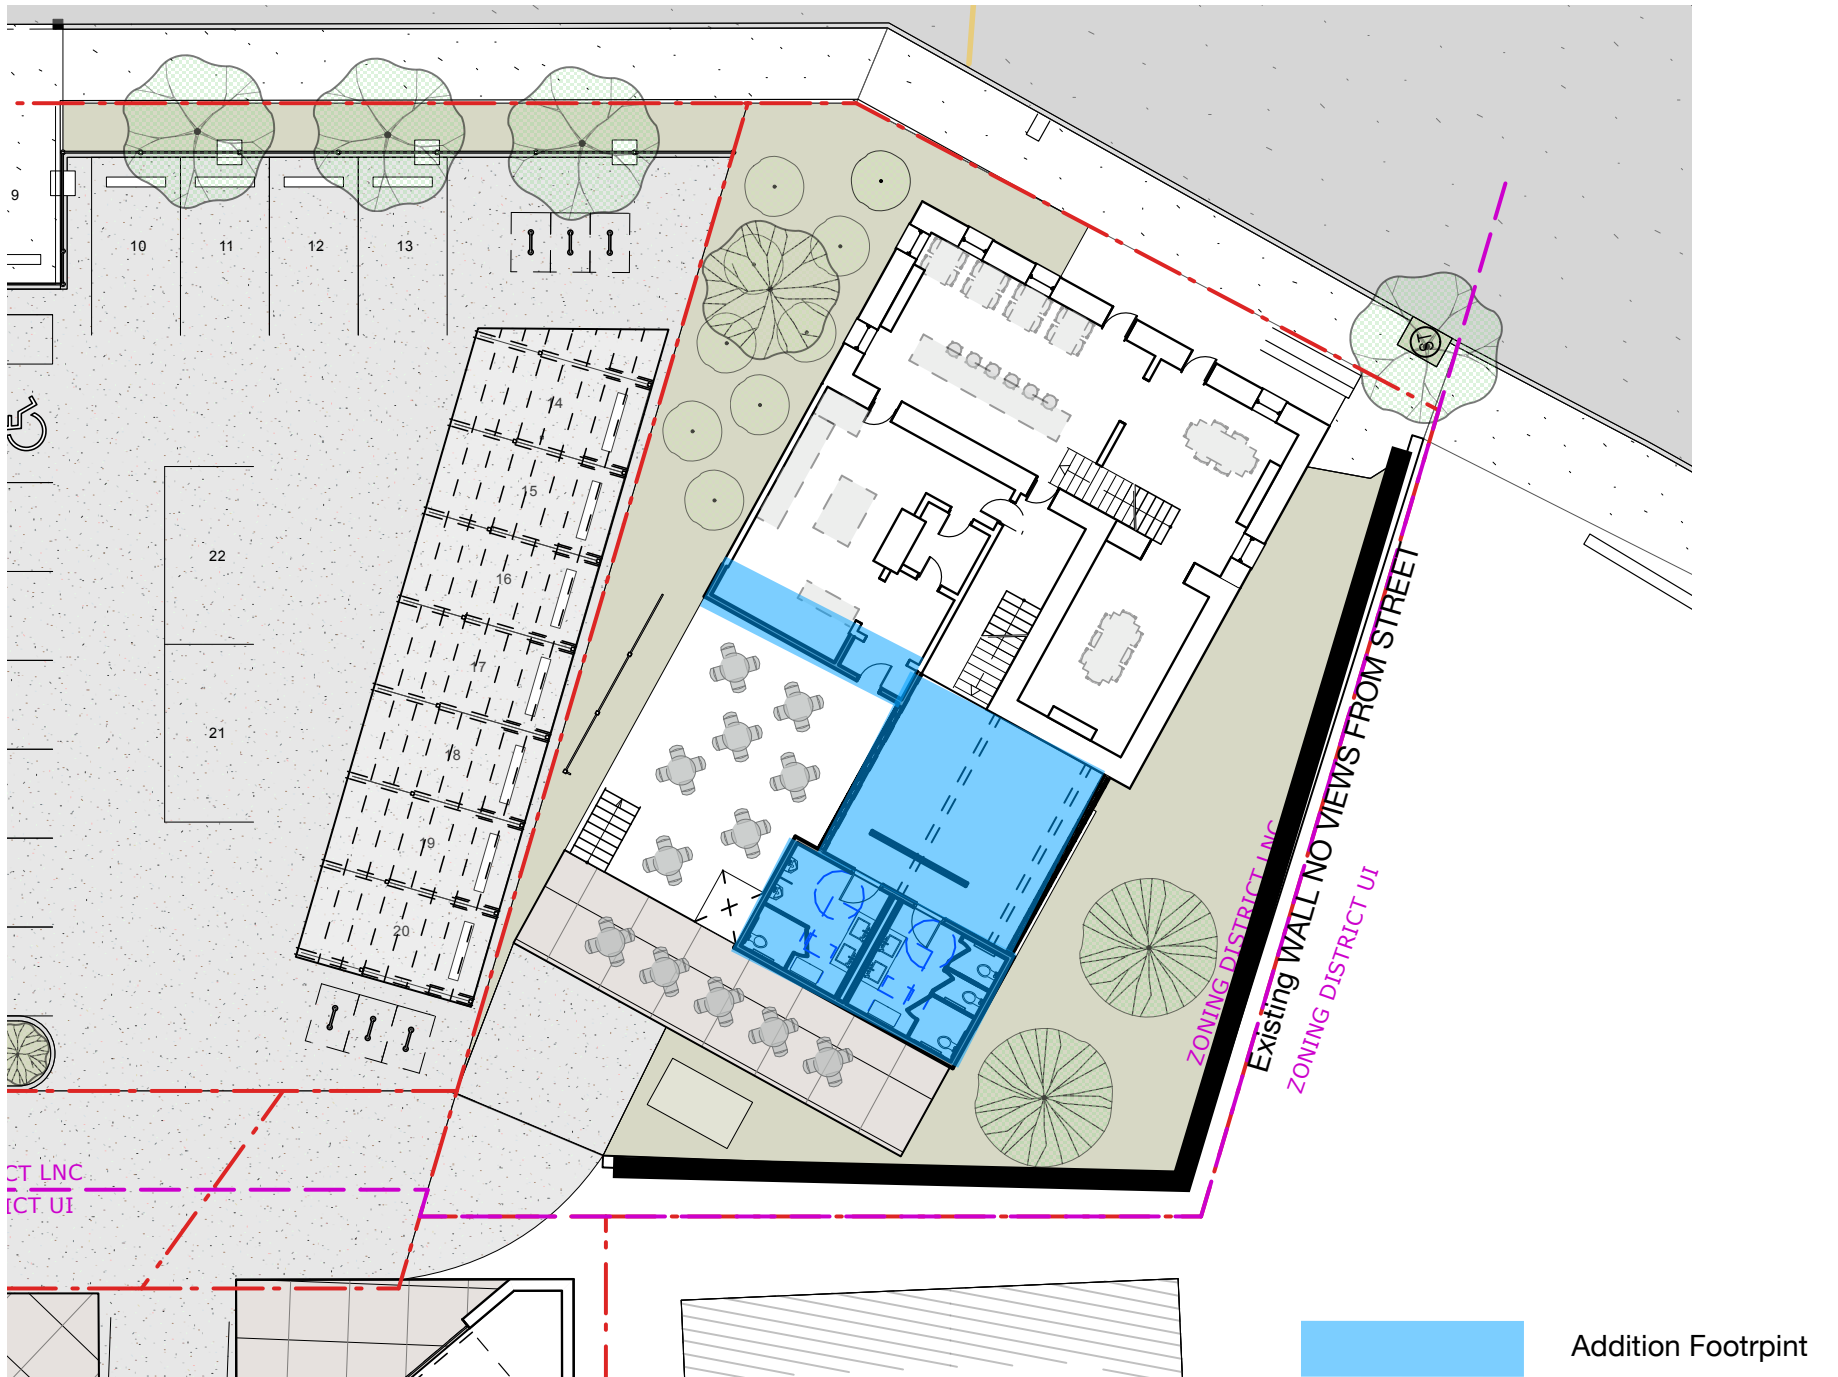 9
10
11
12
13
14
15
16
17
18
19
20
22
21
ZONING DISTRICT LNC
Existing WALL NO VIEWS FROM STREET
ZONING DISTRICT UI
CT LNC
ICT UI
Addition Footrpint